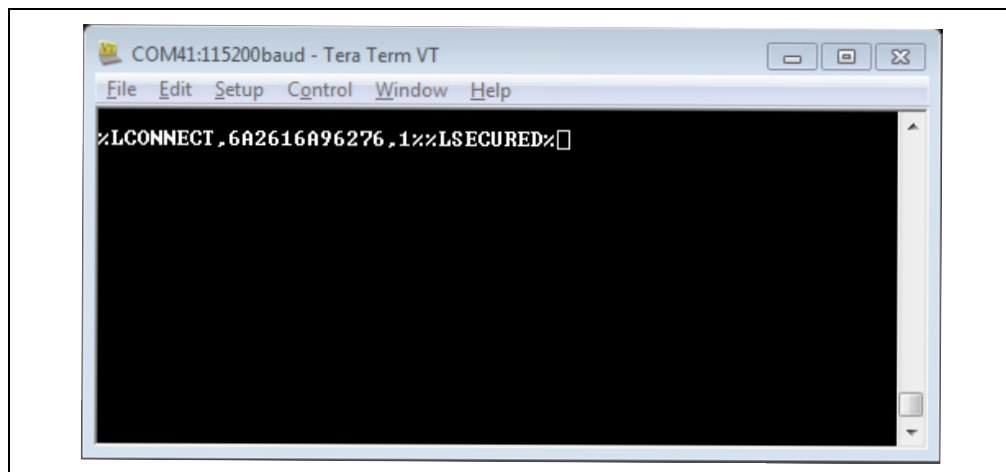 COM41:115200baud - Tera Term VT
File Edit Setup Control Window Help
%LCONNECT,6A2616A96276,1%%LSECURED%